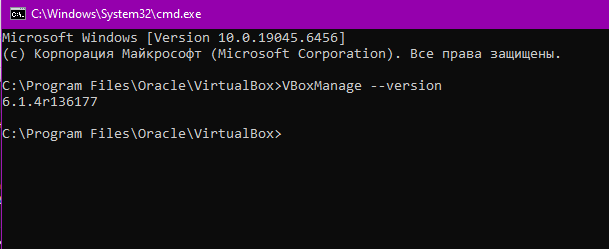 C:\Windows\System32\cmd.exe
Microsoft Windows [Version 10.0.19045.6456]
(c) Корпорация Майкрософт (Microsoft Corporation). Все права защищены.
C:\Program Files\Oracle\VirtualBox>VBoxManage --version
6.1.4r136177
C:\Program Files\Oracle\VirtualBox>